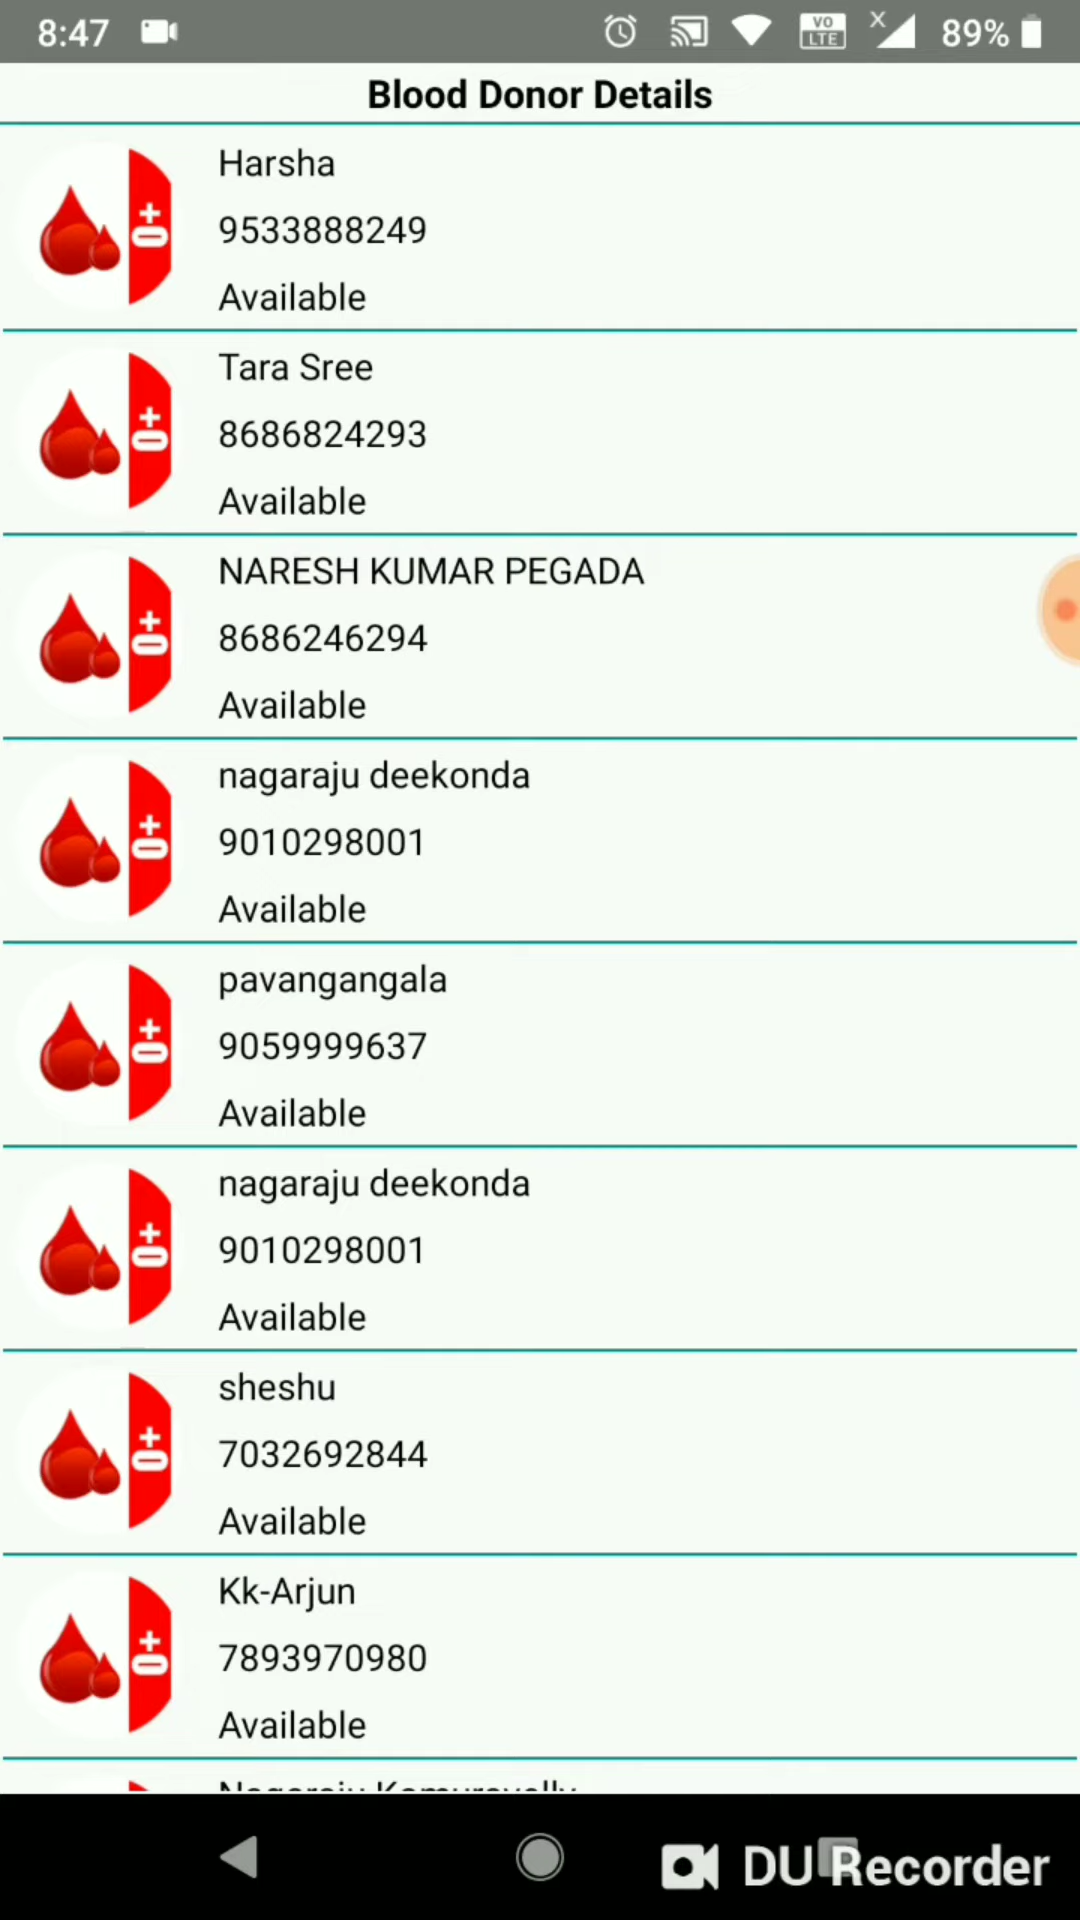 8:47 VO LTE X 89%
Blood Donor Details
Harsha
9533888249
Available
Tara Sree
8686824293
Available
NARESH KUMAR PEGADA
8686246294
Available
nagaraju deekonda
9010298001
Available
pavangangala
9059999637
Available
nagaraju deekonda
9010298001
Available
sheshu
7032692844
Available
Kk-Arjun
7893970980
Available
DU Recorder